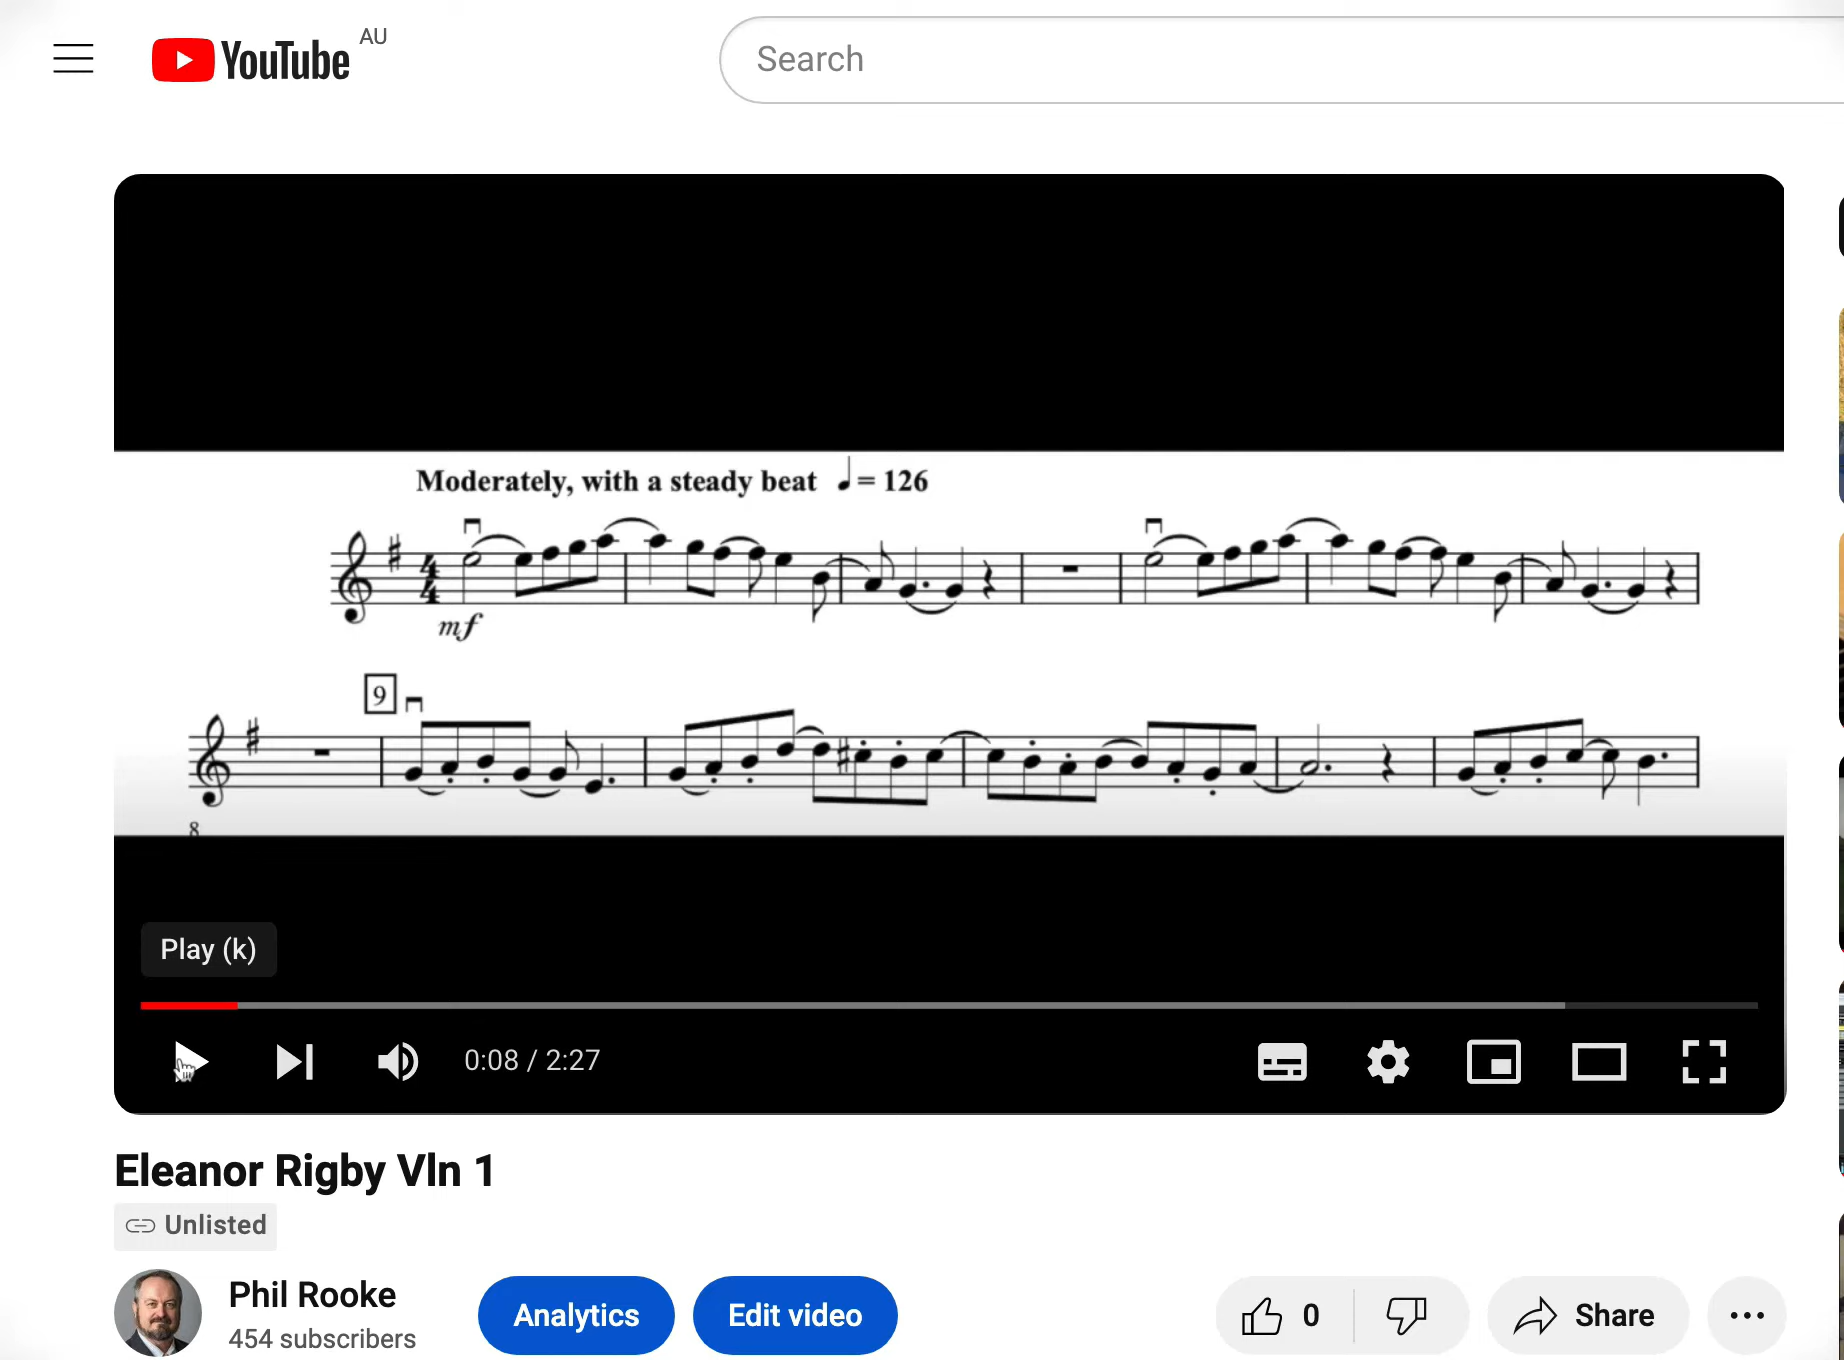 YouTube AU
Search
Moderately, with a steady beat ♩= 126
mf
9
8
Play (k)
0:08 / 2:27
Eleanor Rigby Vln 1
Unlisted
Phil Rooke
454 subscribers
Analytics
Edit video
0
Share